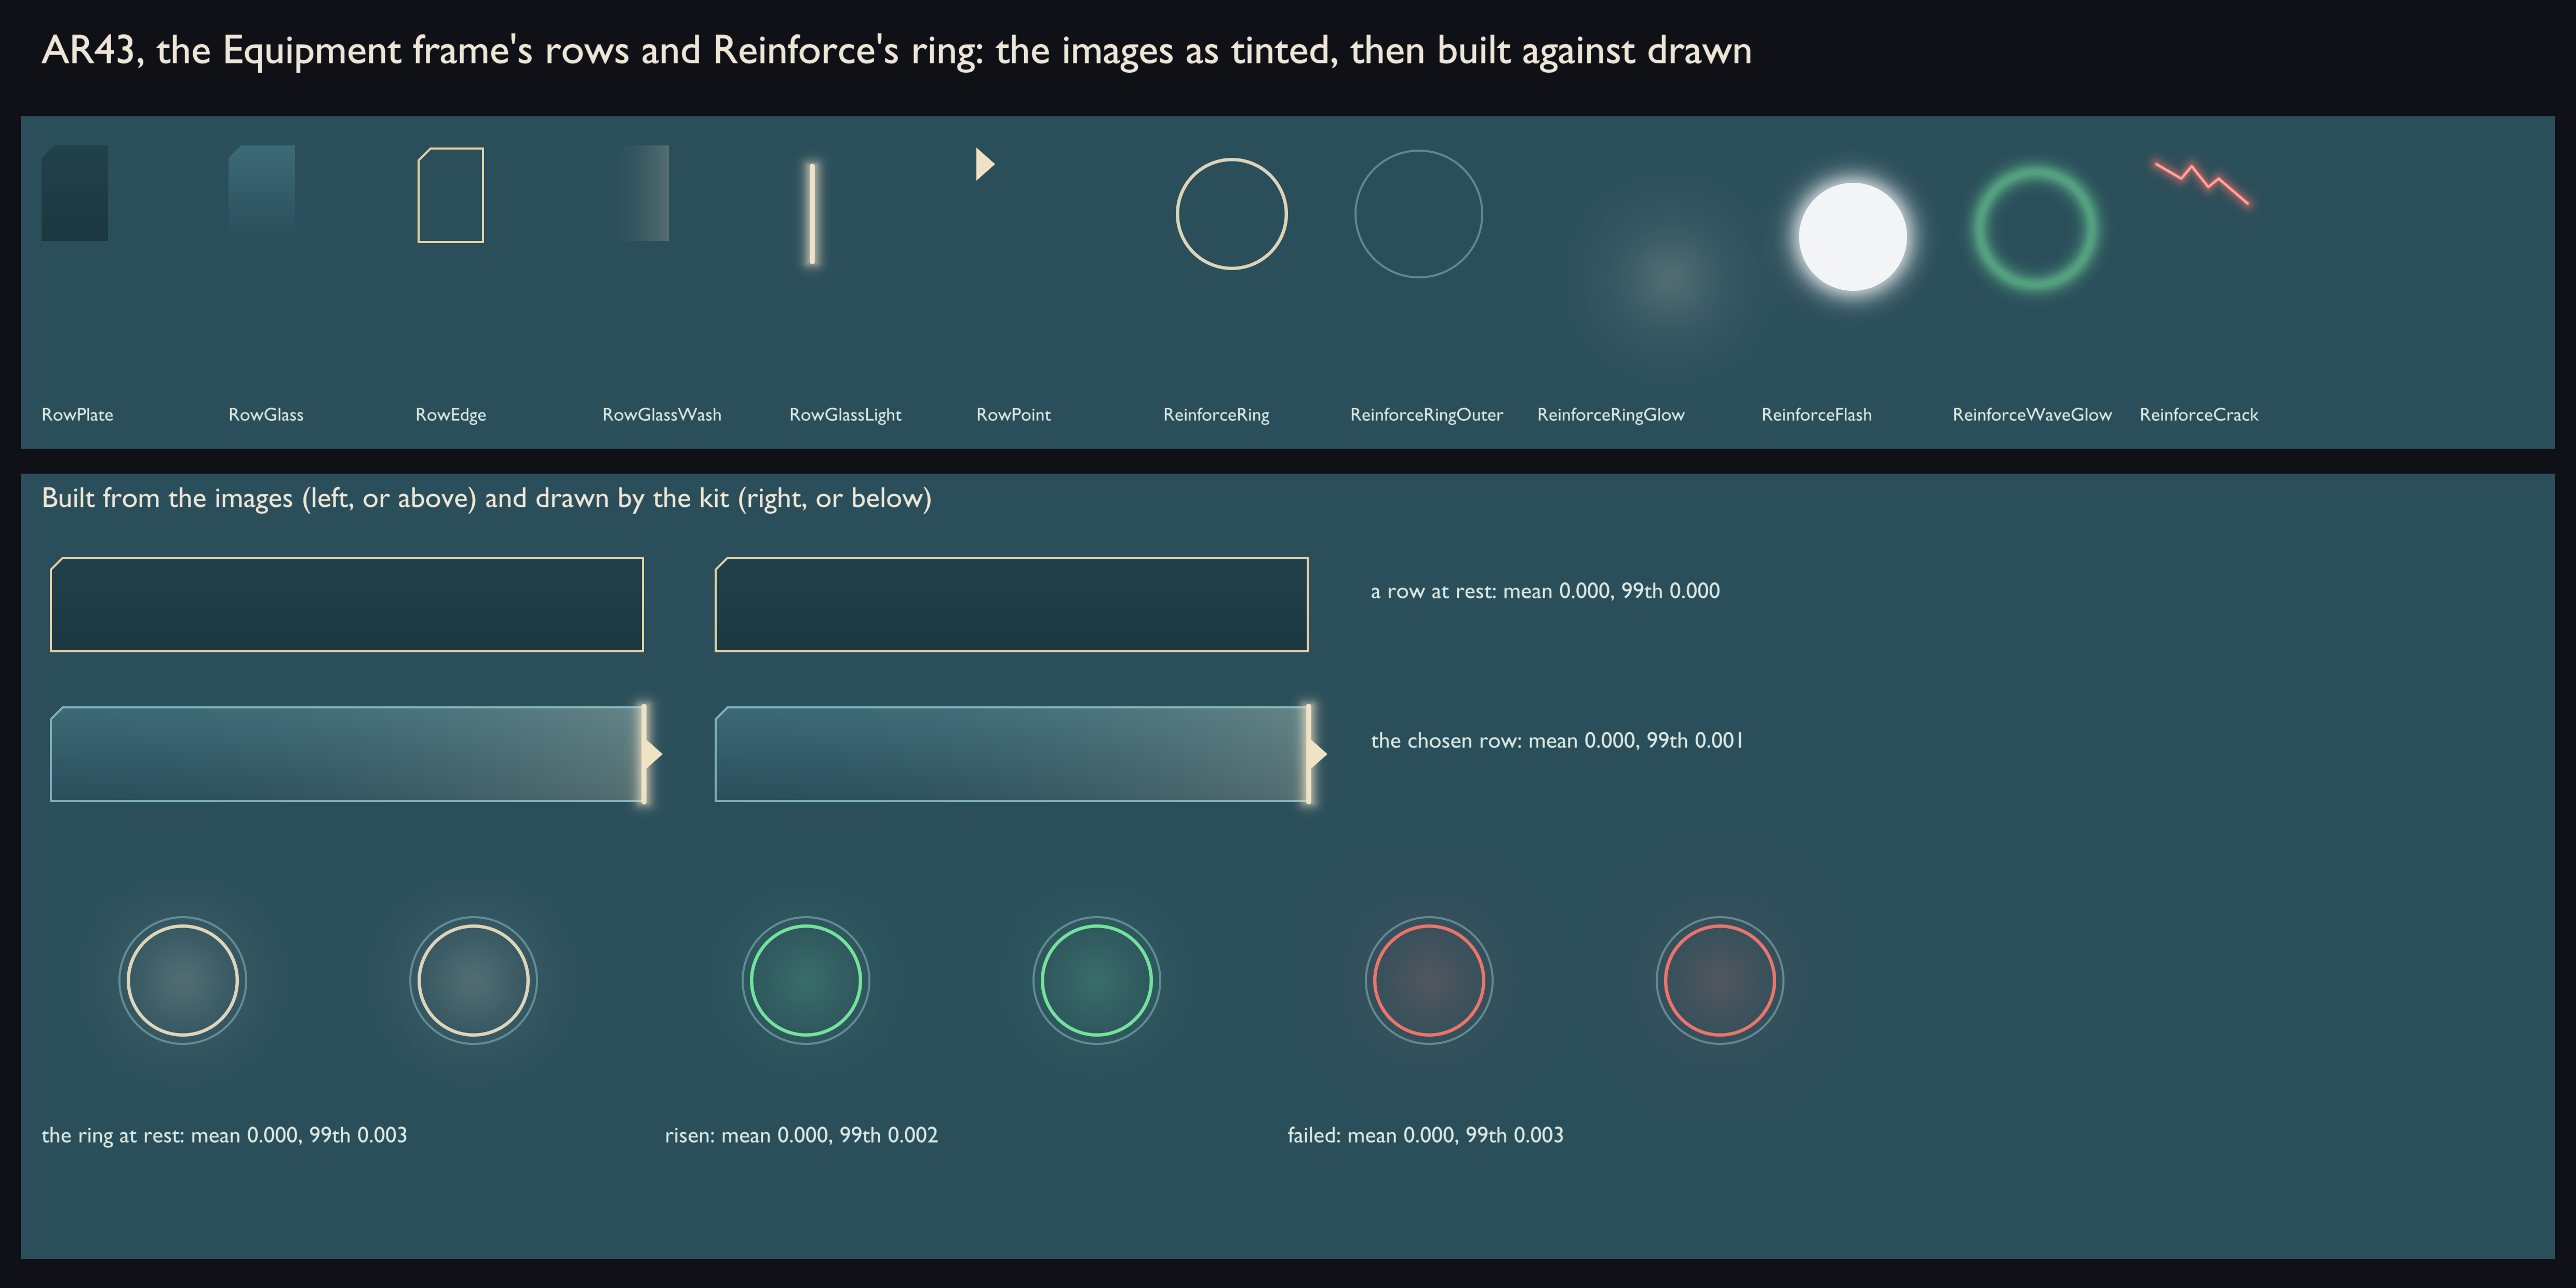 AR43, the Equipment frame's rows and Reinforce's ring: the images as tinted, then built against drawn
RowPlate
RowGlass
RowEdge
RowGlassWash
RowGlassLight
RowPoint
ReinforceRing
ReinforceRingOuter
ReinforceRingGlow
ReinforceFlash
ReinforceWaveGlow
ReinforceCrack
Built from the images (left, or above) and drawn by the kit (right, or below)
a row at rest: mean 0.000, 99th 0.000
the chosen row: mean 0.000, 99th 0.001
the ring at rest: mean 0.000, 99th 0.003
risen: mean 0.000, 99th 0.002
failed: mean 0.000, 99th 0.003